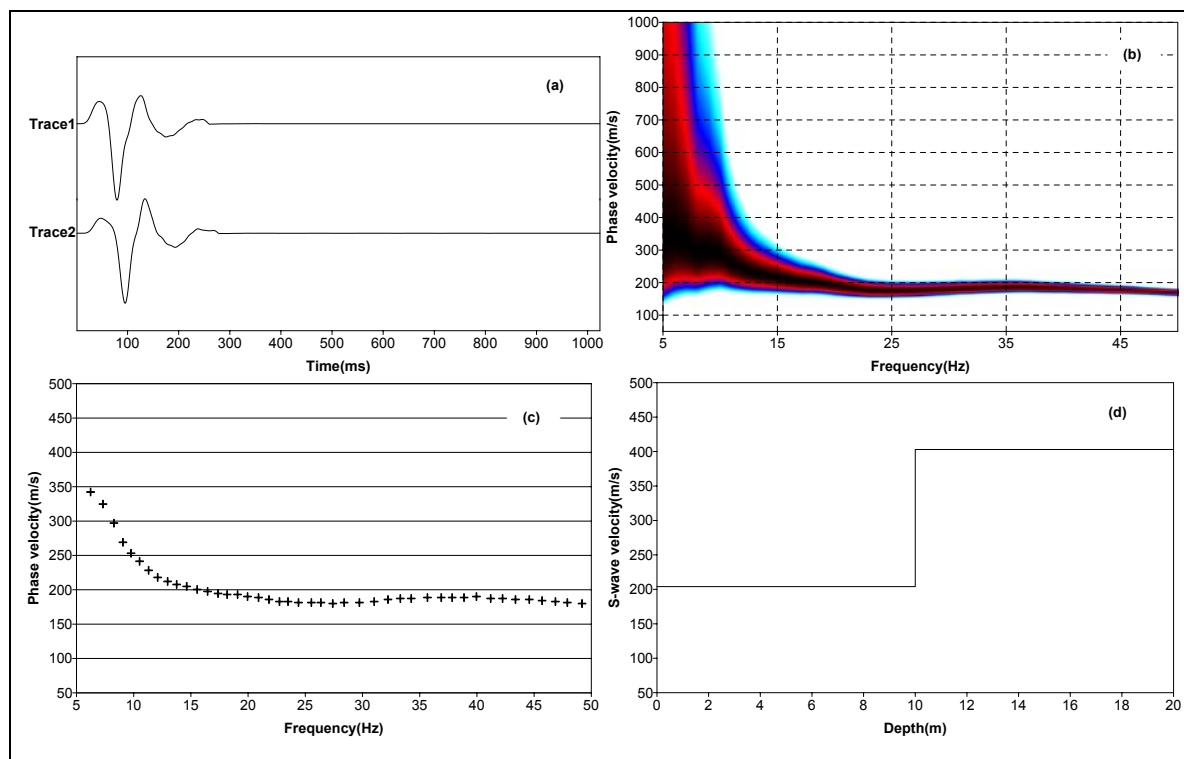 (a)
Trace1
Trace2
100 200 300 400 500 600 700 800 900 1000
Time(ms)
1000
900
800
700
600
500
400
300
200
100
Phase velocity(m/s)
(b)
5 15 25 35 45
Frequency(Hz)
500
450
400
350
300
250
200
150
100
50
Phase velocity(m/s)
(c)
5 10 15 20 25 30 35 40 45 50
Frequency(Hz)
500
450
400
350
300
250
200
150
100
50
S-wave velocity(m/s)
(d)
0 2 4 6 8 10 12 14 16 18 20
Depth(m)